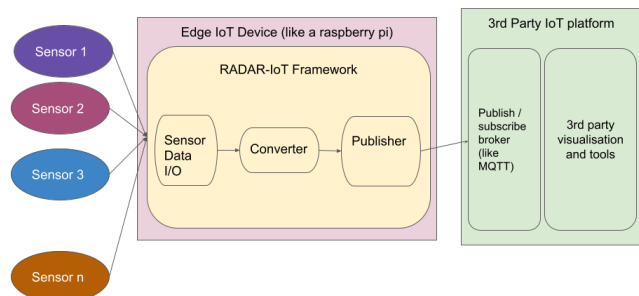 Sensor 1
Sensor 2
Sensor 3
Sensor n
Edge IoT Device (like a raspberry pi)
RADAR-IoT Framework
Sensor
Data
I/O
Converter
Publisher
3rd Party IoT platform
Publish /
subscribe
broker
(like
MQTT)
3rd party
visualisation
and tools